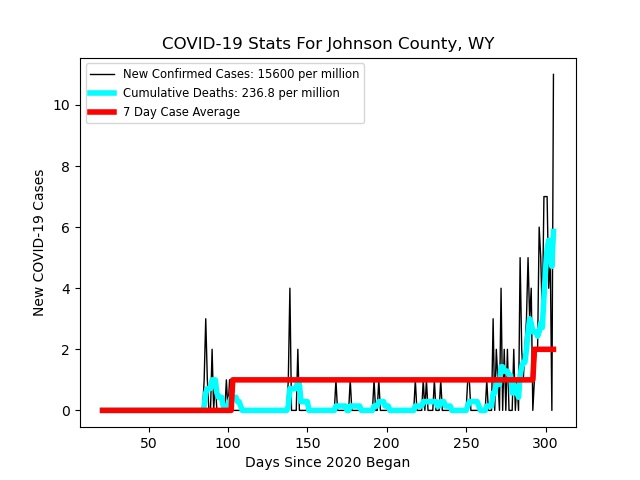 COVID-19 Stats For Johnson County, WY
New Confirmed Cases: 15600 per million
Cumulative Deaths: 236.8 per million
7 Day Case Average
New COVID-19 Cases
10
8
6
4
2
0
50 100 150 200 250 300
Days Since 2020 Began